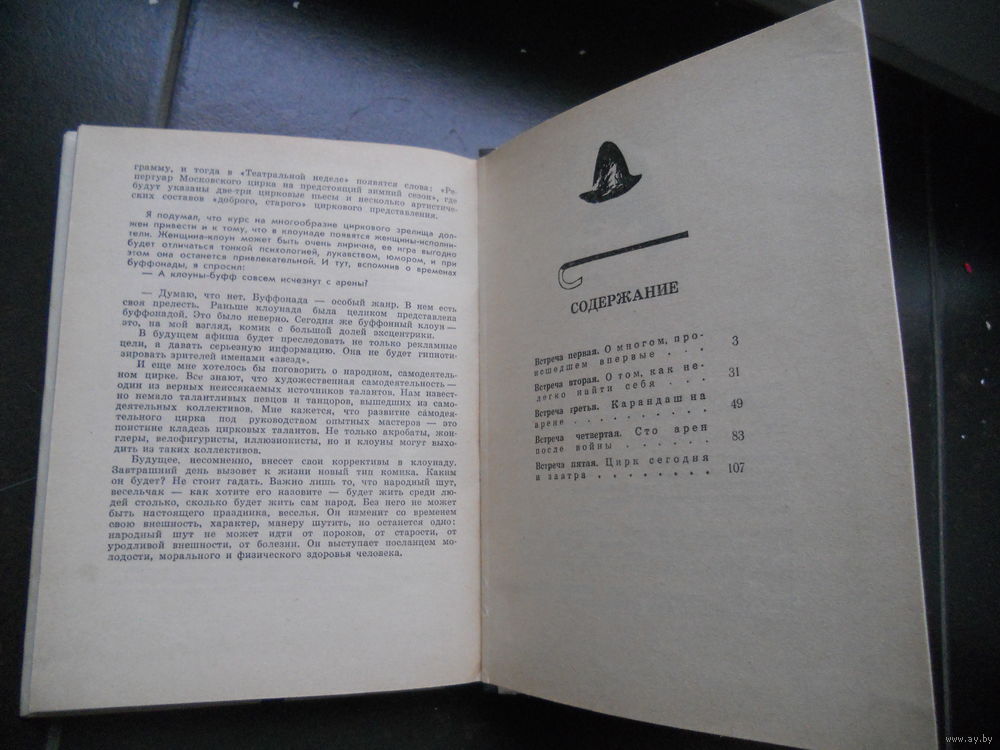 грамму, и тогда в «Театральной неделе» появятся слова: «Ре-
пертуар Московского цирка на предстоящий зимний сезон», где
будут указаны две-три цирковые пьесы и несколько артистиче-
ских составов «доброго, старого» циркового представления.
Я подумал, что курс на многообразие циркового зрелища дол-
жен привести и к тому, что в клоунаде появятся женщины-исполни-
тели. Женщина-клоун может быть очень лирична, ее игра выгодно
будет отличаться тонкой психологией, лукавством, юмором, и при
этом она останется привлекательной. И тут, вспомнив о временах
буффонады, я спросил:
— А клоуны-буфф совсем исчезнут с арены?
— Думаю, что нет. Буффонада — особый жанр. В нем есть
своя прелесть. Раньше клоунада была целиком представлена
буффонадой. Это было неверно. Сегодня же буффонный клоун —
это, на мой взгляд, комик с большой долей эксцентрики.
В будущем афиша будет преследовать не только рекламные
цели, а давать серьезную информацию. Она не будет гипноти-
зировать зрителей именами «звезд».
И еще мне хотелось бы поговорить о народном, самодеятель-
ном цирке. Все знают, что художественная самодеятельность —
один из верных неиссякаемых источников талантов. Нам извест-
но немало талантливых певцов и танцоров, вышедших из само-
деятельных коллективов. Мне кажется, что развитие самодея-
тельного цирка под руководством опытных мастеров — это
поистине кладезь цирковых талантов. Не только акробаты, жон-
глеры, велофигуристы, иллюзионисты, но и клоуны могут выхо-
дить из таких коллективов.
Будущее, несомненно, внесет свои коррективы в клоунаду.
Завтрашний день вызовет к жизни новый тип комика. Каким
он будет? Не стоит гадать. Важно лишь то, что народный шут,
весельчак — как хотите его назовите — будет жить среди лю-
дей столько, сколько будет жить сам народ. Без него не может
быть настоящего праздника, веселья. Он изменит со временем
свою внешность, характер, манеру шутить, но останется одно:
народный шут не может идти от пороков, от старости, от
уродливой внешности, от болезни. Он выступает посланцем мо-
лодости, морального и физического здоровья человека.
СОДЕРЖАНИЕ
Встреча первая. О многом, про-
исшедшем впервые . . . 3
Встреча вторая. О том, как не-
легко найти себя . . . 31
Встреча третья. Карандаш на
арене . . . . . . . . 49
Встреча четвертая. Сто арен
после войны . . . . . . 83
Встреча пятая. Цирк сегодня
и завтра . . . . . . . . 107
www.ay.by